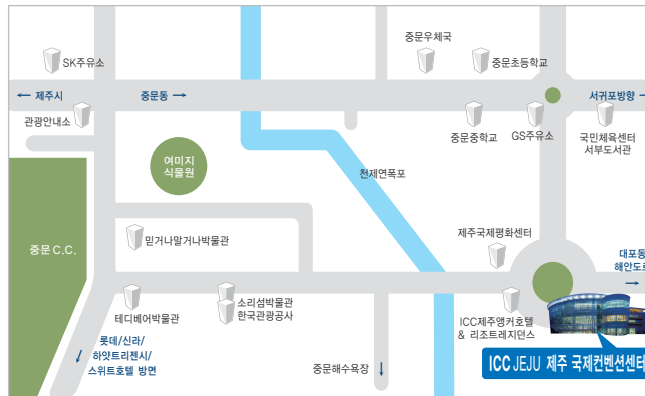 중문우체국
SK주유소
중문초등학교
← 제주시
중문동 →
서귀포방향 →
관광안내소
중문중학교
GS주유소
국민체육센터
서부도서관
여미지
식물원
천제연폭포
중문 C.C.
믿거나말거나박물관
제주국제평화센터
대포동
해안도로
→
테디베어박물관
소리섬박물관
한국관광공사
ICC제주앵커호텔
& 리조트레지던스
롯데/신라/
하얏트리젠시/
스위트호텔 방면
중문해수욕장
ICC JEJU 제주 국제컨벤션센터